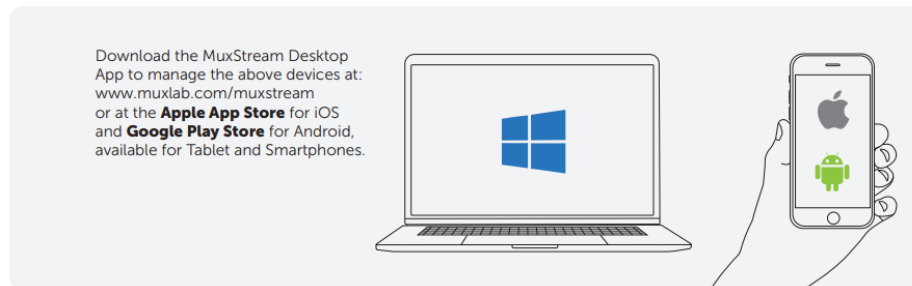 Download the MuxStream Desktop
App to manage the above devices at:
www.muxlab.com/muxstream
or at the Apple App Store for iOS
and Google Play Store for Android,
available for Tablet and Smartphones.